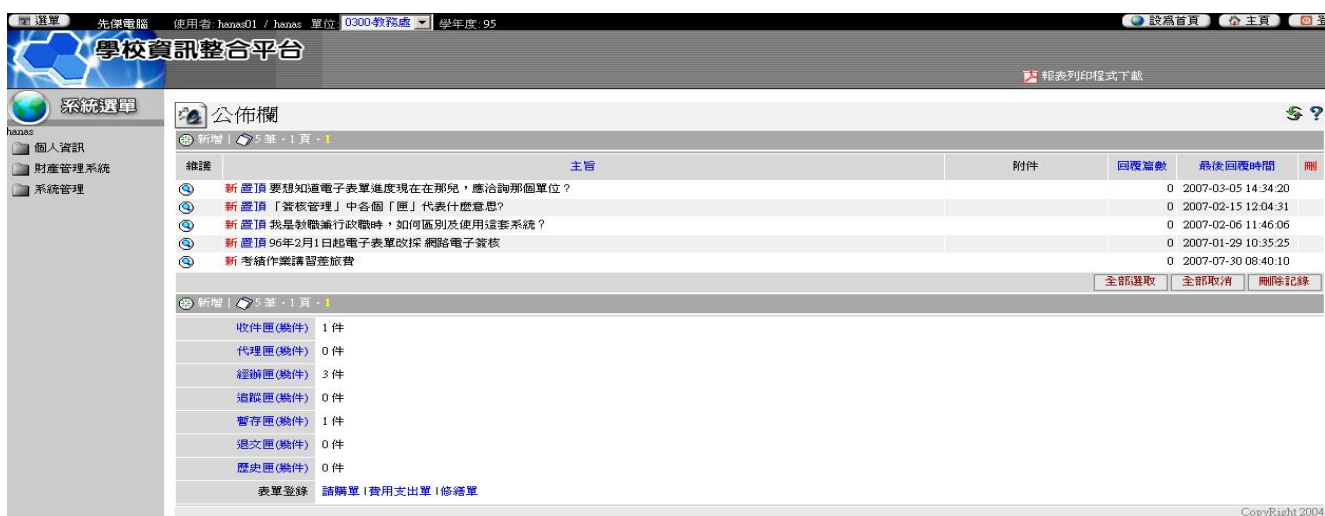 選單 先傑電腦 使用者: hanas01 / hanas 單位: 0300教務處 學年度: 95 設為首頁 主頁
學校資訊整合平台
報表列印程式下載
系統選單
公佈欄
hanas
新增 | 5 筆 · 1 頁 · 1
個人資訊
財產管理系統
系統管理
維護 主旨 附件 回覆篇數 最後回覆時間 刪
新 置頂 要想知道電子表單進度現在在那兒，應洽詢那個單位？ 0 2007-03-05 14:34:20
新 置頂 「簽核管理」中各個「匣」代表什麼意思? 0 2007-02-15 12:04:31
新 置頂 我是教職兼行政職時，如何區別及使用這套系統？ 0 2007-02-06 11:46:06
新 置頂 96年2月1日起電子表單改採 網路電子簽核 0 2007-01-29 10:35:25
新 考績作業講習差旅費 0 2007-07-30 08:40:10
全部選取 全部取消 刪除記錄
新增 | 5 筆 · 1 頁 · 1
收件匣(幾件) 1 件
代理匣(幾件) 0 件
經辦匣(幾件) 3 件
追蹤匣(幾件) 0 件
暫存匣(幾件) 1 件
退文匣(幾件) 0 件
歷史匣(幾件) 0 件
表單登錄 請購單 | 費用支出單 | 修繕單
CopyRight 2004